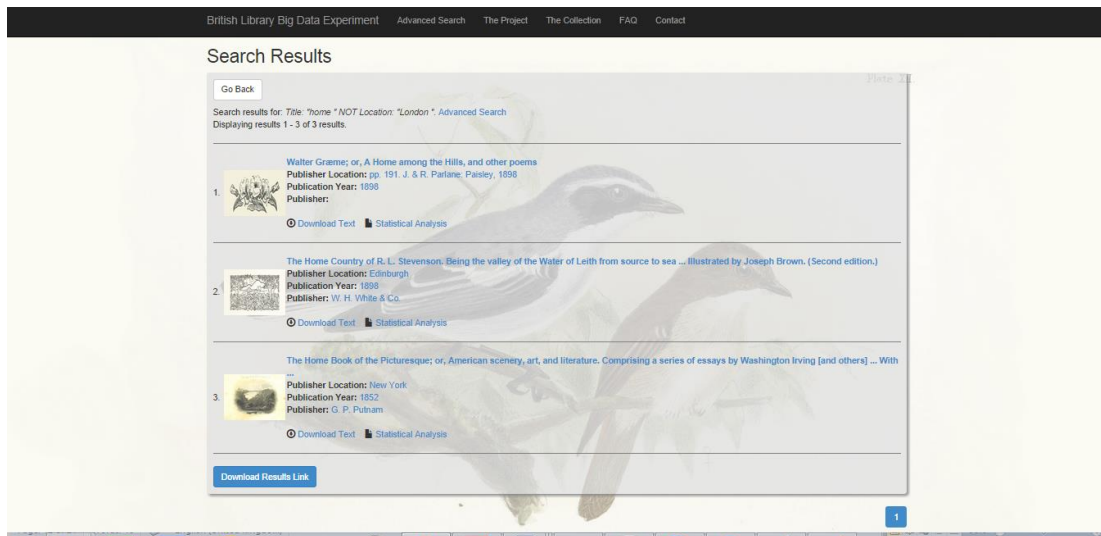 British Library Big Data Experiment Advanced Search The Project The Collection FAQ Contact
Search Results
Plate II
Go Back
Search results for: Title: "home " NOT Location: "London ". Advanced Search
Displaying results 1 - 3 of 3 results.
Walter Græme; or, A Home among the Hills, and other poems
Publisher Location: pp. 191. J. & R. Parlane: Paisley, 1898
1. Publication Year: 1898
Publisher:
Download Text Statistical Analysis
The Home Country of R. L. Stevenson. Being the valley of the Water of Leith from source to sea ... Illustrated by Joseph Brown. (Second edition.)
Publisher Location: Edinburgh
2. Publication Year: 1898
Publisher: W. H. White & Co.
Download Text Statistical Analysis
The Home Book of the Picturesque; or, American scenery, art, and literature. Comprising a series of essays by Washington Irving [and others] ... With
...
Publisher Location: New York
3. Publication Year: 1852
Publisher: G. P. Putnam
Download Text Statistical Analysis
Download Results Link
1